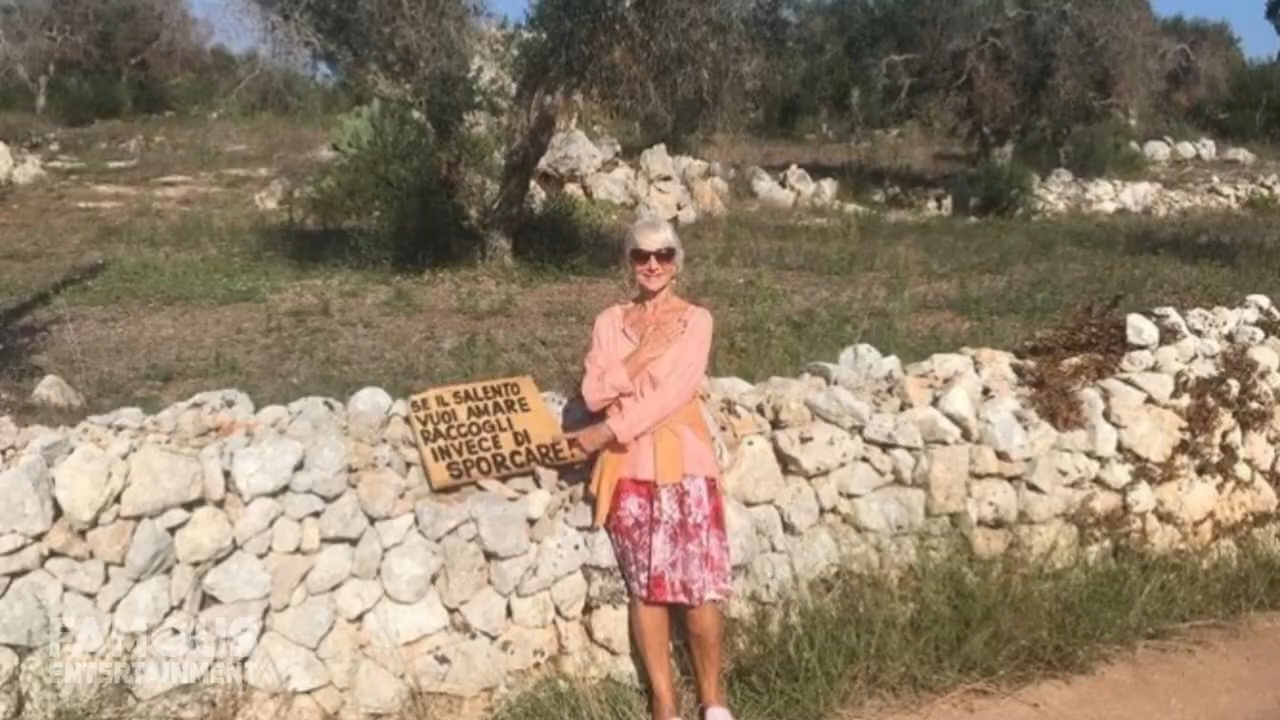 SE IL SALENTO
VUOI AMARE
RACCOGLI
INVECE DI
SPORCARE!
FAMOUS
ENTERTAINMENT